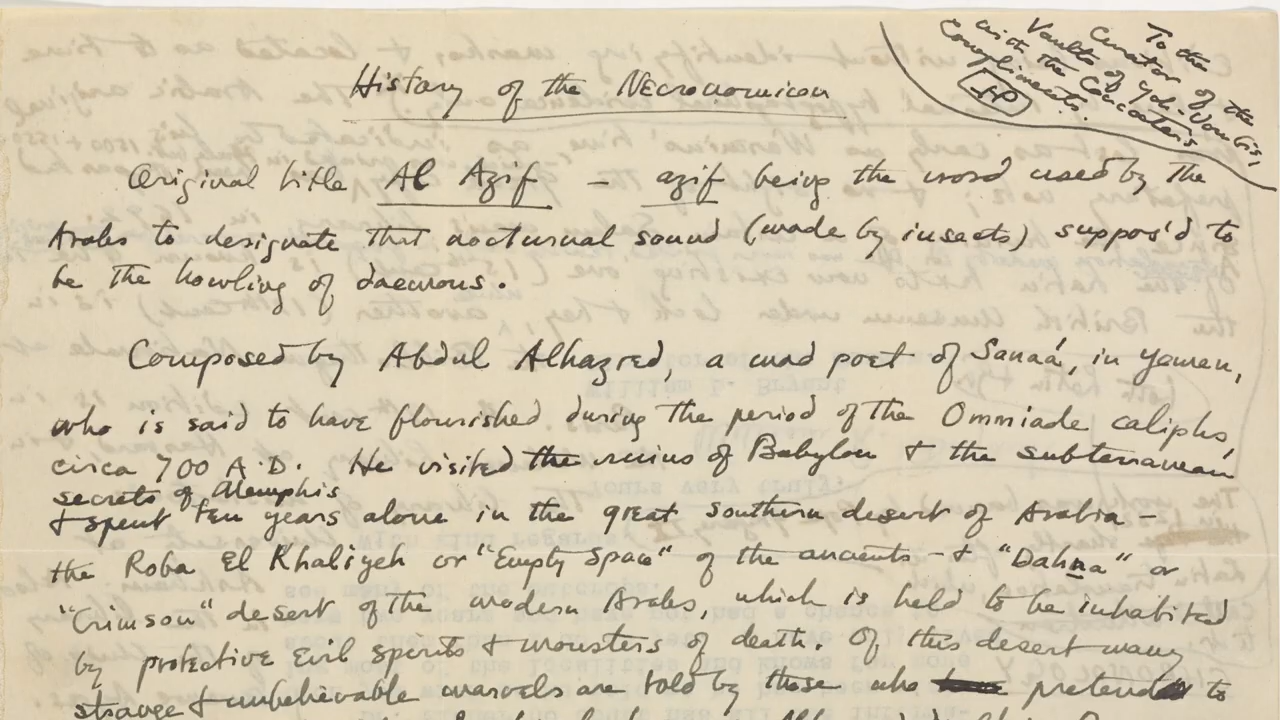 To the
Curator of the
Vaults of Yoh-Vombis,
with the Concocter's
Compliments.
HP
History of the Necronomicon
Original title Al Azif — azif being the word used by the
Arabs to designate that nocturnal sound (made by insects) suppos'd to
be the howling of daemons.
Composed by Abdul Alhazred, a mad poet of Sanaá, in Yemen,
who is said to have flourished during the period of the Ommiade caliphs,
circa 700 A.D. He visited the ruins of Babylon & the subterranean
secrets of Memphis
& spent ten years alone in the great southern desert of Arabia —
the Roba El Khaliyeh or "Empty Space" of the ancients — & "Dahna" or
"Crimson" desert of the modern Arabs, which is held to be inhabited
by protective evil spirits & monsters of death. Of this desert many
strange & unbelievable marvels are told by those who pretend to